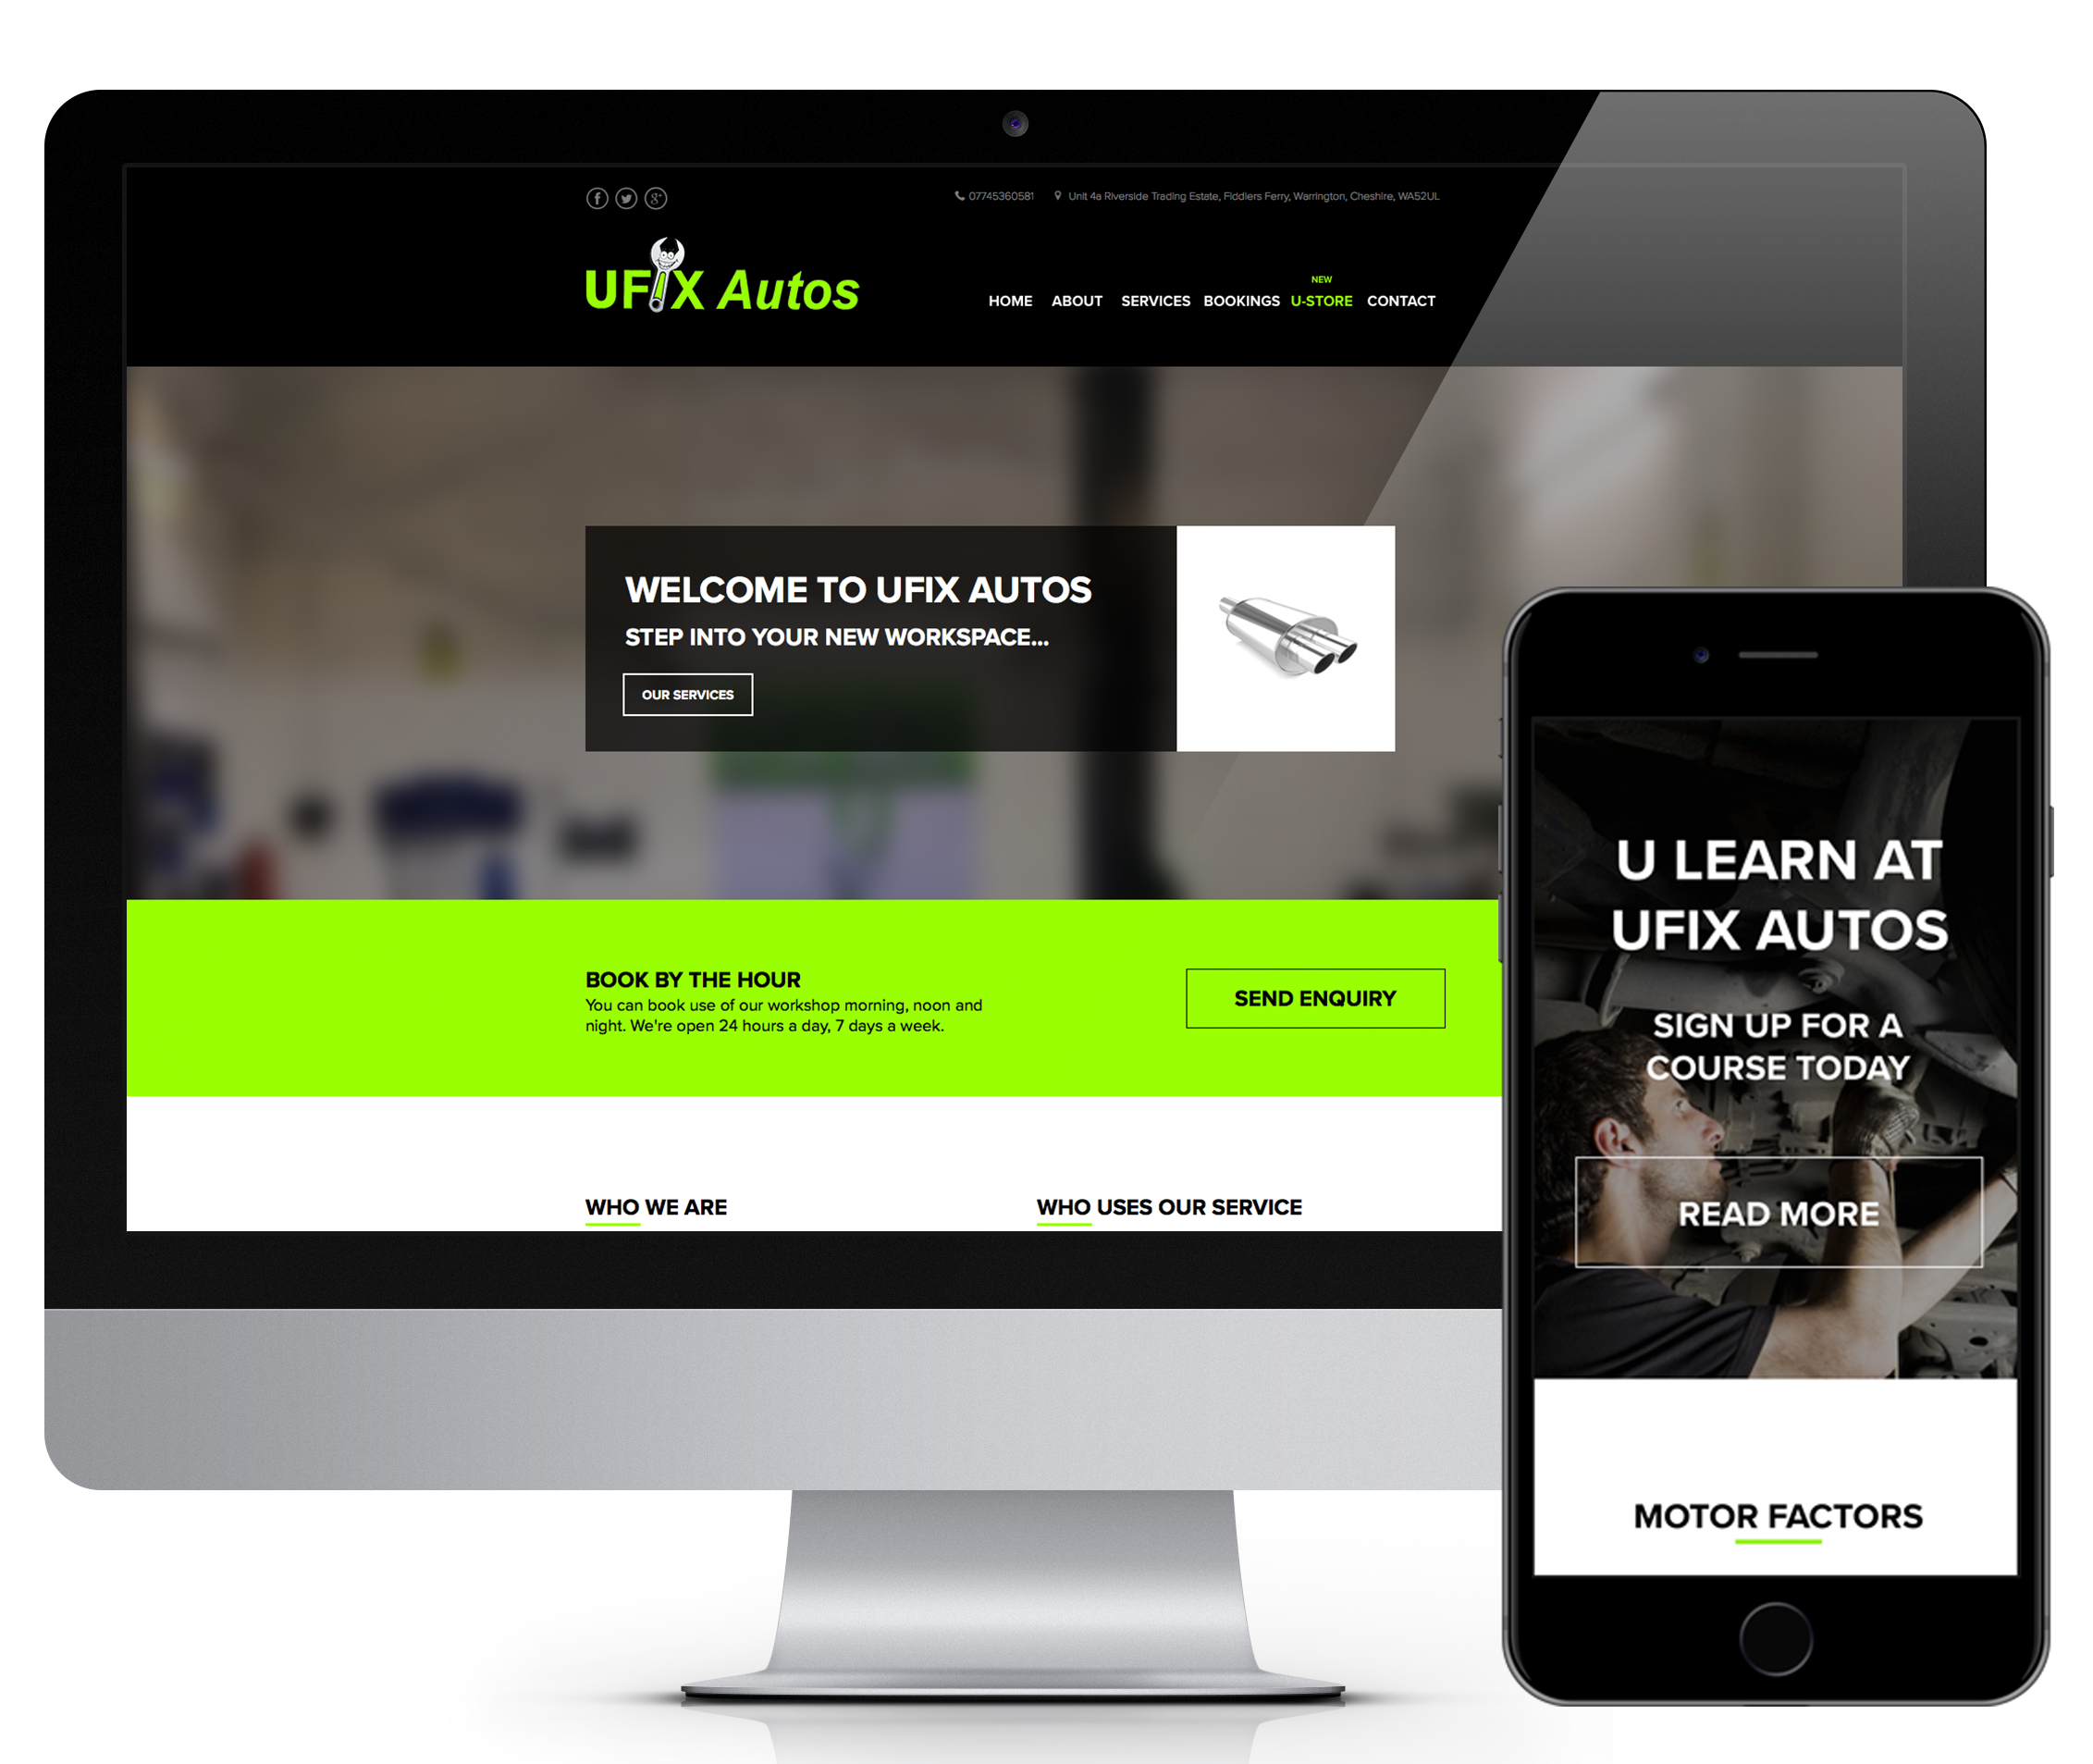 07745360581 Unit 4a Riverside Trading Estate, Fiddlers Ferry, Warrington, Cheshire, WA52UL
UFIX Autos
NEW
HOME ABOUT SERVICES BOOKINGS U-STORE CONTACT
WELCOME TO UFIX AUTOS
STEP INTO YOUR NEW WORKSPACE...
OUR SERVICES
BOOK BY THE HOUR
You can book use of our workshop morning, noon and
night. We're open 24 hours a day, 7 days a week.
SEND ENQUIRY
WHO WE ARE
WHO USES OUR SERVICE
U LEARN AT
UFIX AUTOS
SIGN UP FOR A
COURSE TODAY
READ MORE
MOTOR FACTORS